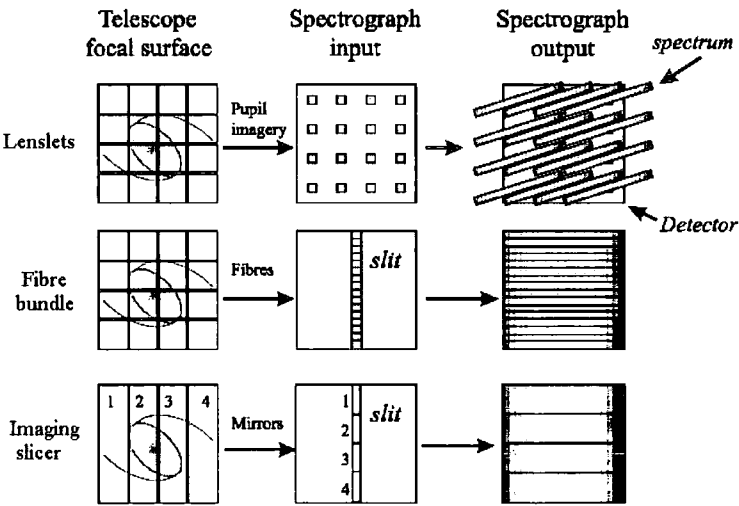 Telescope
focal surface
Spectrograph
input
Spectrograph
output
spectrum
Lenslets
Pupil
imagery
Detector
Fibre
bundle
Fibres
slit
Imaging
slicer
1 2 3 4
Mirrors
1
2
3
4
slit